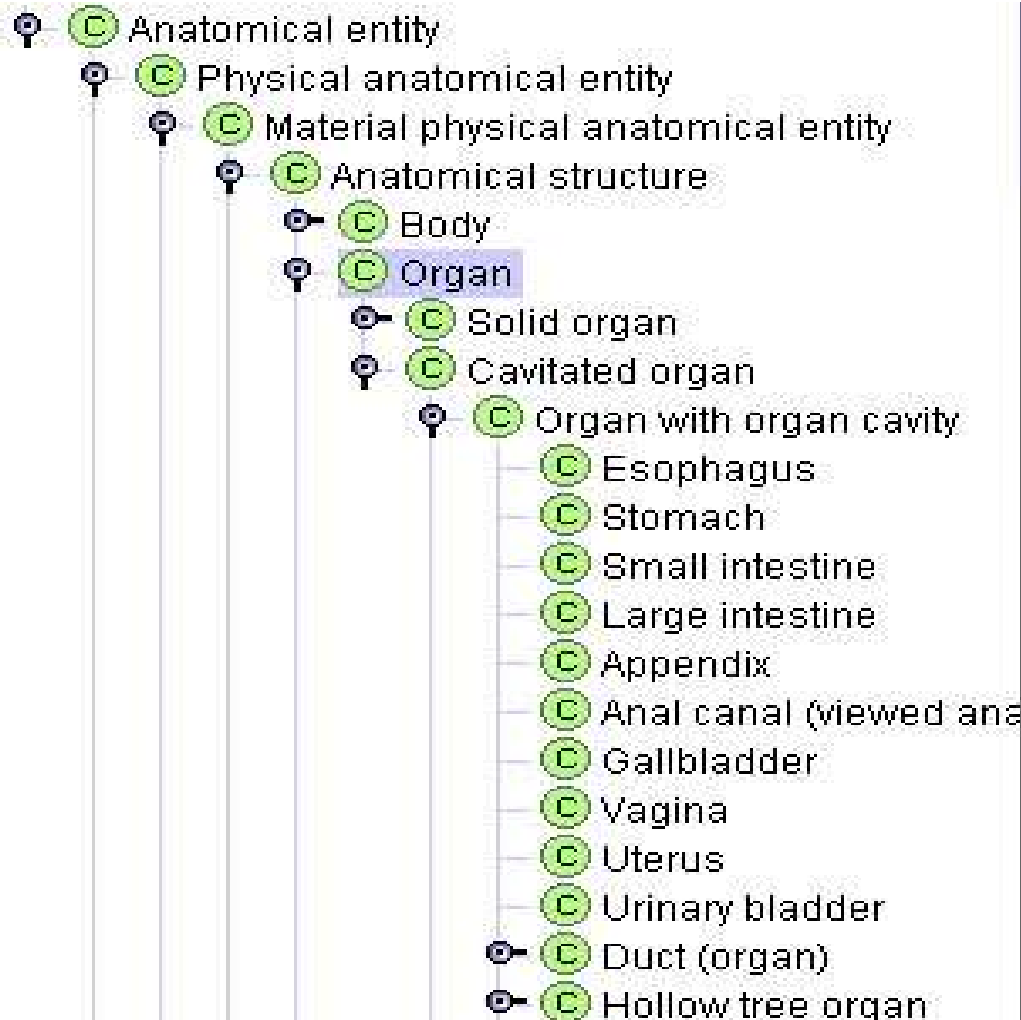 C Anatomical entity
C Physical anatomical entity
C Material physical anatomical entity
C Anatomical structure
C Body
C Organ
C Solid organ
C Cavitated organ
C Organ with organ cavity
C Esophagus
C Stomach
C Small intestine
C Large intestine
C Appendix
C Anal canal (viewed ana
C Gallbladder
C Vagina
C Uterus
C Urinary bladder
C Duct (organ)
C Hollow tree organ